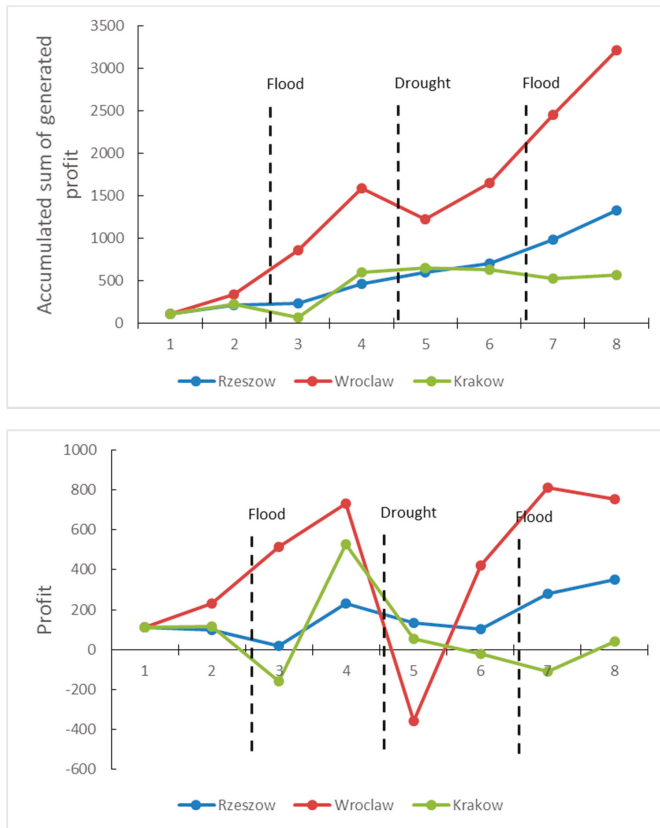 3500
3000
2500
2000
1500
1000
500
0
Accumulated sum of generated
profit
Flood
Drought
Flood
1 2 3 4 5 6 7 8
Rzeszow Wroclaw Krakow
1000
800
600
400
200
0
-200
-400
-600
Profit
Flood
Drought
Flood
1 2 3 4 5 6 7 8
Rzeszow Wroclaw Krakow